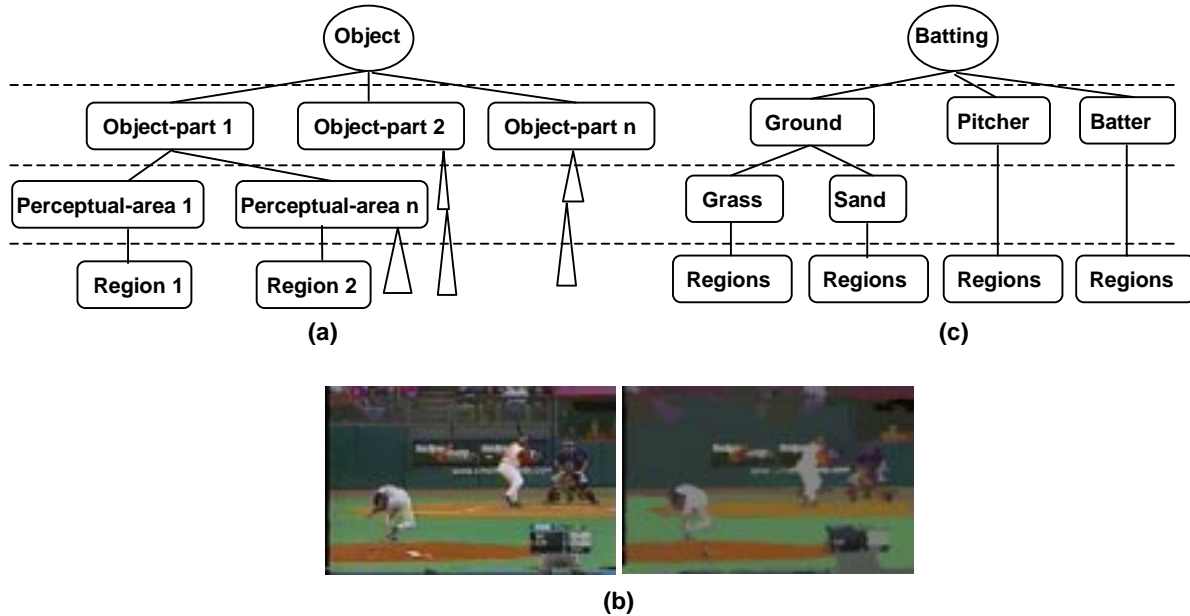 Object
Batting
Object-part 1
Object-part 2
Object-part n
Ground
Pitcher
Batter
Perceptual-area 1
Perceptual-area n
Grass
Sand
Region 1
Region 2
Regions
Regions
Regions
Regions
(a)
(c)
(b)